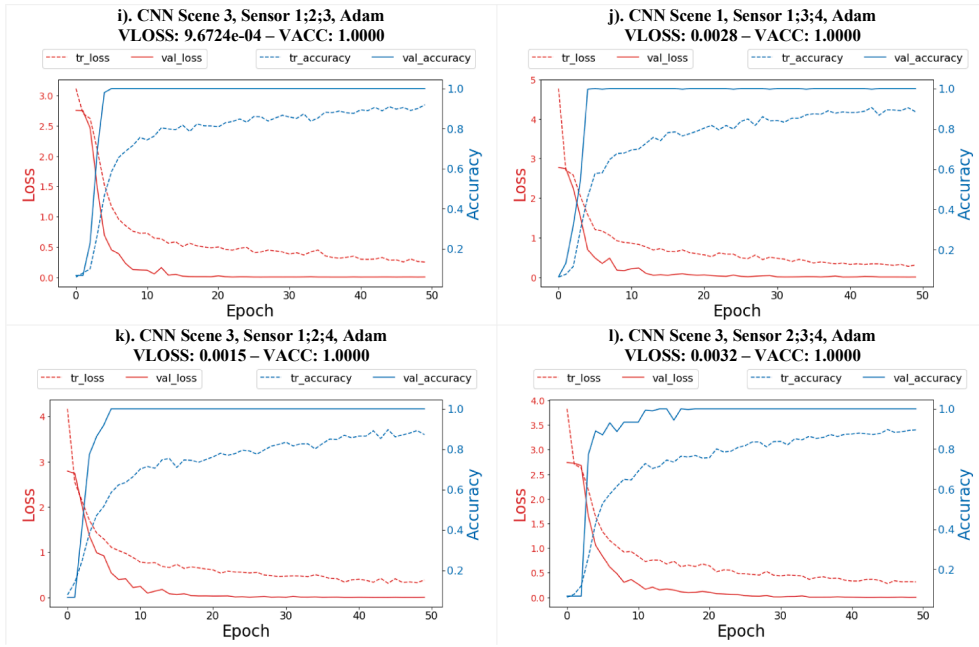 i). CNN Scene 3, Sensor 1;2;3, Adam
VLOSS: 9.6724e-04 – VACC: 1.0000
tr_loss val_loss tr_accuracy val_accuracy
3.0
2.5
2.0
1.5
1.0
0.5
0.0
Loss
1.0
0.8
0.6
0.4
0.2
Accuracy
0 10 20 30 40 50
Epoch
j). CNN Scene 1, Sensor 1;3;4, Adam
VLOSS: 0.0028 – VACC: 1.0000
tr_loss val_loss tr_accuracy val_accuracy
5
4
3
2
1
0
Loss
1.0
0.8
0.6
0.4
0.2
Accuracy
0 10 20 30 40 50
Epoch
k). CNN Scene 3, Sensor 1;2;4, Adam
VLOSS: 0.0015 – VACC: 1.0000
tr_loss val_loss tr_accuracy val_accuracy
4
3
2
1
0
Loss
1.0
0.8
0.6
0.4
0.2
Accuracy
0 10 20 30 40 50
Epoch
l). CNN Scene 3, Sensor 2;3;4, Adam
VLOSS: 0.0032 – VACC: 1.0000
tr_loss val_loss tr_accuracy val_accuracy
4.0
3.5
3.0
2.5
2.0
1.5
1.0
0.5
0.0
Loss
1.0
0.8
0.6
0.4
0.2
Accuracy
0 10 20 30 40 50
Epoch